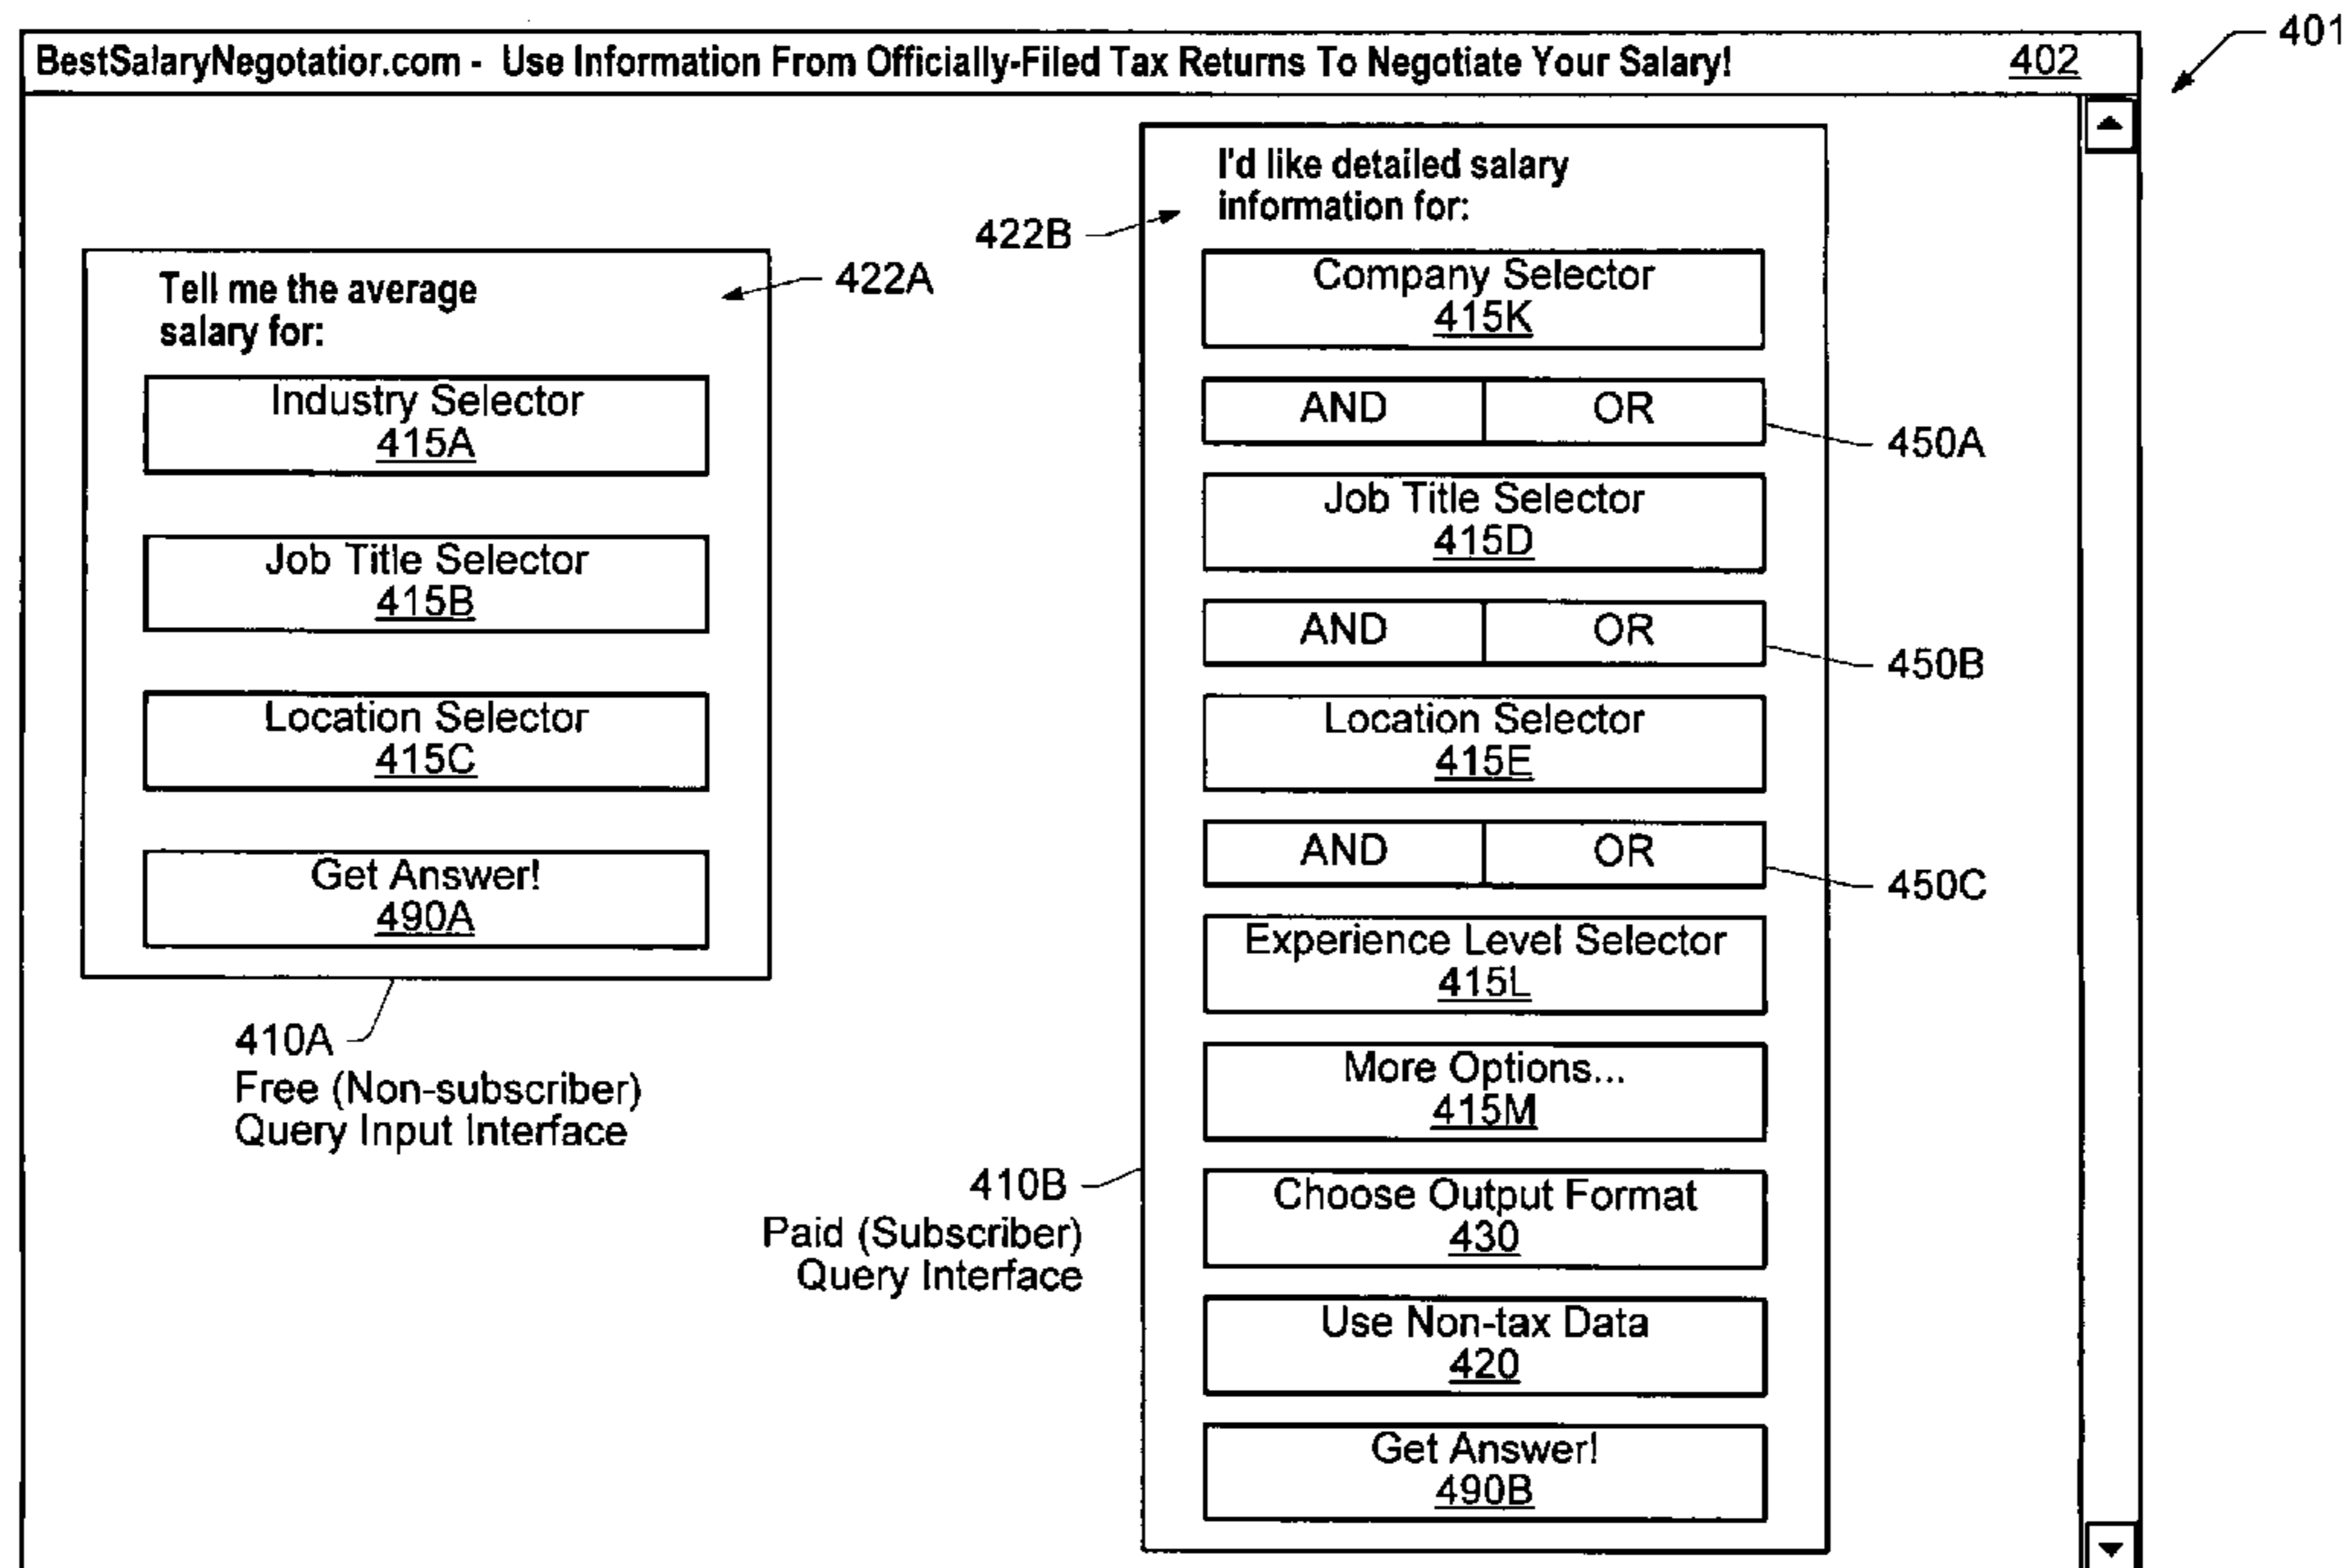 401
BestSalaryNegotatior.com - Use Information From Officially-Filed Tax Returns To Negotiate Your Salary! 402
Tell me the average
salary for:
422A
Industry Selector
415A
Job Title Selector
415B
Location Selector
415C
Get Answer!
490A
410A
Free (Non-subscriber)
Query Input Interface
I'd like detailed salary
information for:
422B
Company Selector
415K
AND OR
450A
Job Title Selector
415D
AND OR
450B
Location Selector
415E
AND OR
450C
Experience Level Selector
415L
More Options...
415M
410B
Paid (Subscriber)
Query Interface
Choose Output Format
430
Use Non-tax Data
420
Get Answer!
490B